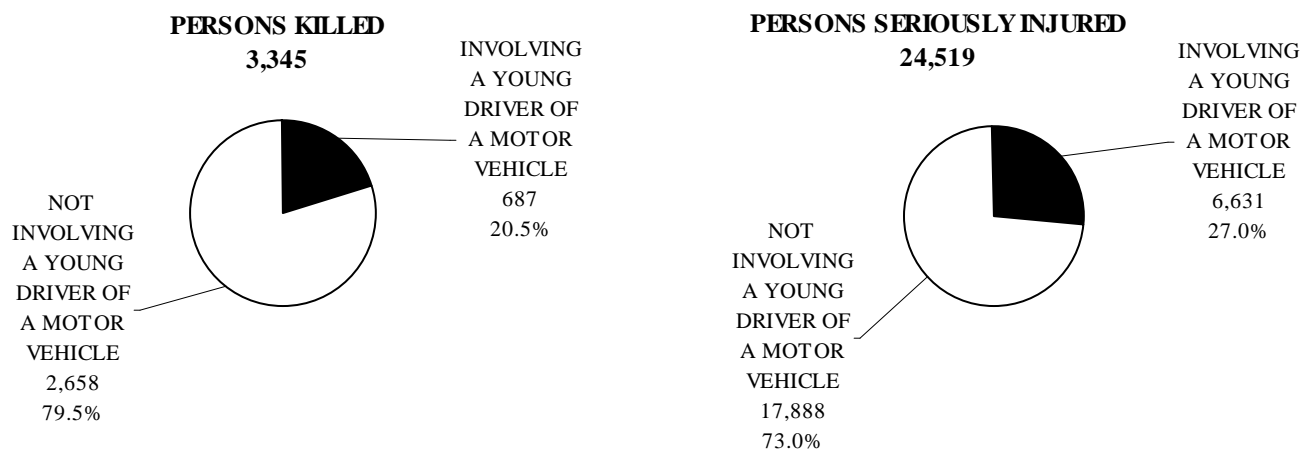 PERSONS KILLED
3,345
INVOLVING
A YOUNG
DRIVER OF
A MOTOR
VEHICLE
687
20.5%
NOT
INVOLVING
A YOUNG
DRIVER OF
A MOTOR
VEHICLE
2,658
79.5%
PERSONS SERIOUSLY INJURED
24,519
INVOLVING
A YOUNG
DRIVER OF
A MOTOR
VEHICLE
6,631
27.0%
NOT
INVOLVING
A YOUNG
DRIVER OF
A MOTOR
VEHICLE
17,888
73.0%